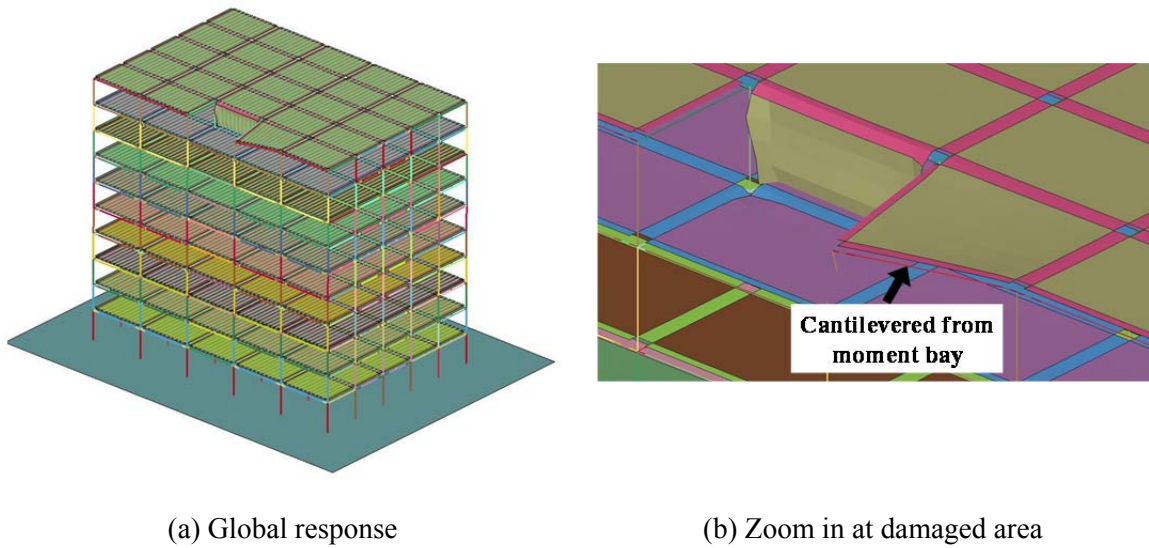 Cantilevered from
moment bay
(a) Global response
(b) Zoom in at damaged area